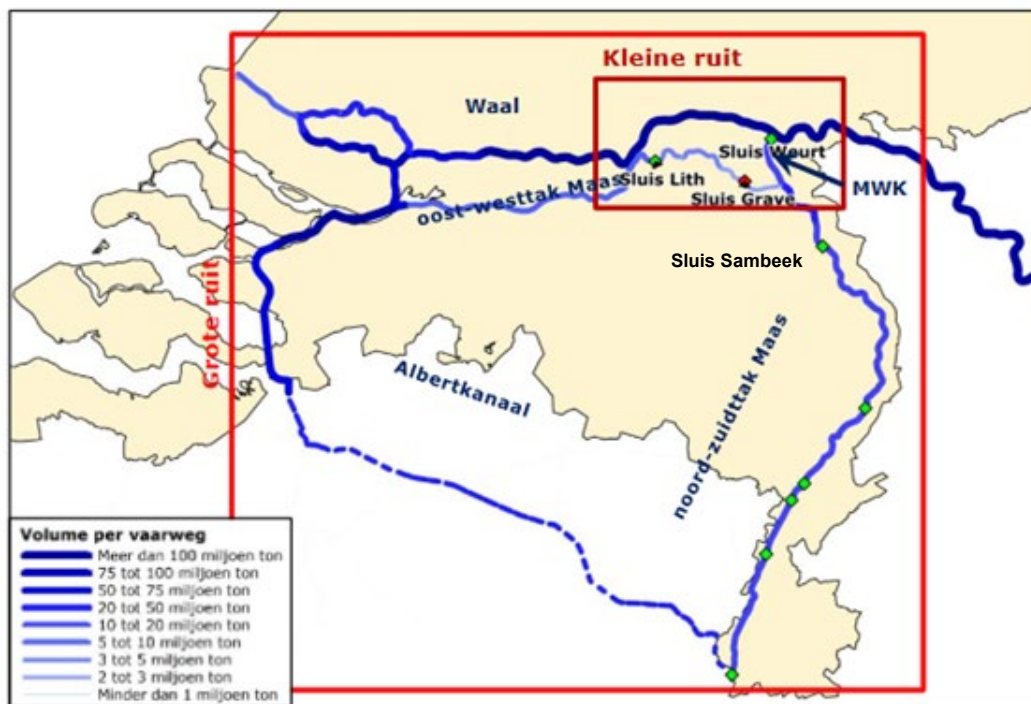 Kleine ruit
Waal
Sluis Weurt
Sluis Lith
MWK
Sluis Grave
oost-westtak Maas
Sluis Sambeek
Grote ruit
Albertkanaal
noord-zuidttak Maas
Volume per vaarweg
Meer dan 100 miljoen ton
75 tot 100 miljoen ton
50 tot 75 miljoen ton
20 tot 50 miljoen ton
10 tot 20 miljoen ton
5 tot 10 miljoen ton
3 tot 5 miljoen ton
2 tot 3 miljoen ton
Minder dan 1 miljoen ton